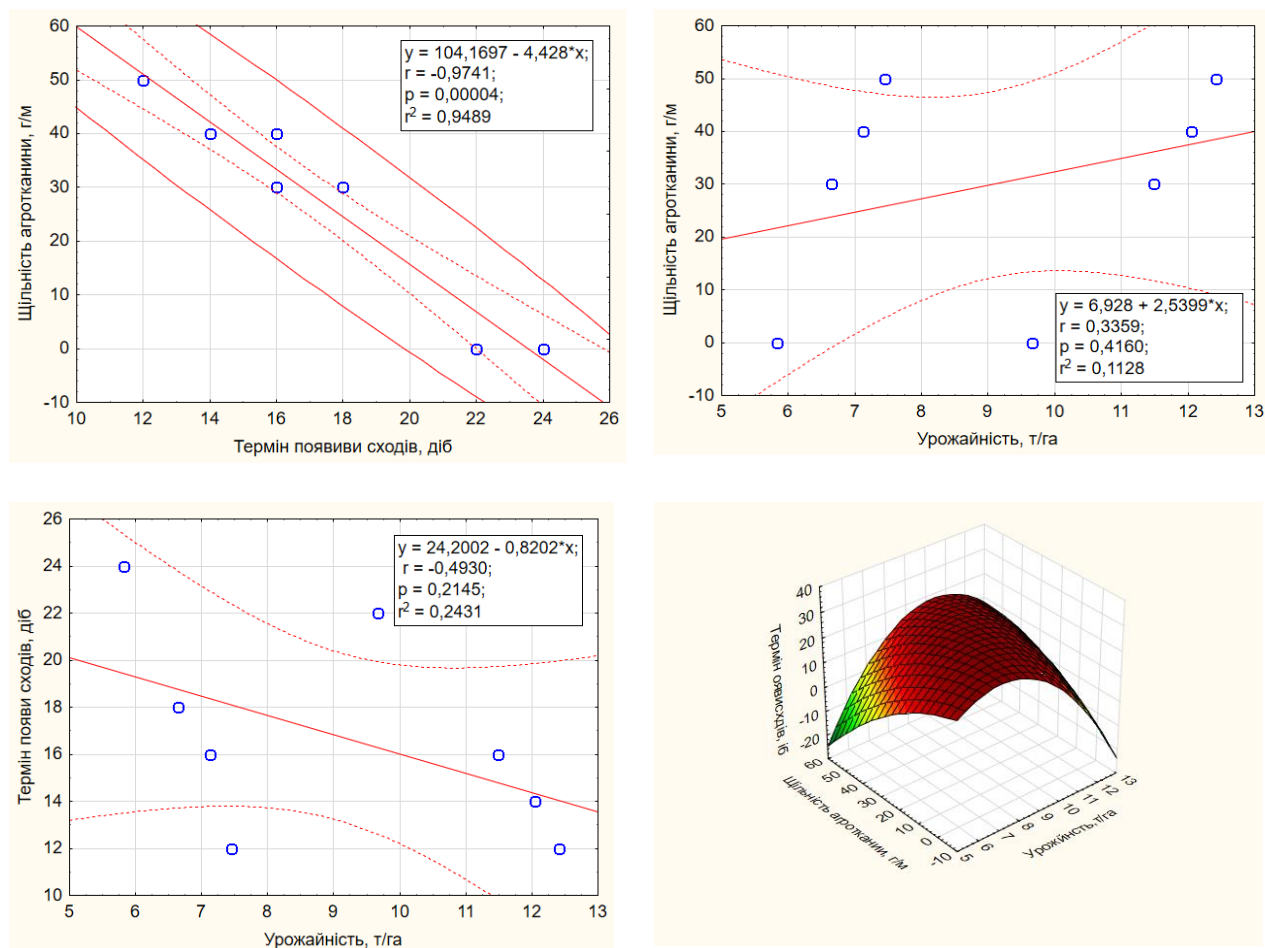 60
50
40
30
20
10
0
-10
10 12 14 16 18 20 22 24 26
Щільність агротканини, г/м
Термін появиви сходів, діб
y = 104,1697 - 4,428*x;
r = -0,9741;
p = 0,00004;
r² = 0,9489
60
50
40
30
20
10
0
-10
5 6 7 8 9 10 11 12 13
Щільність агротканини, г/м
Урожайність, т/га
y = 6,928 + 2,5399*x;
r = 0,3359;
p = 0,4160;
r² = 0,1128
26
24
22
20
18
16
14
12
10
5 6 7 8 9 10 11 12 13
Термін появи сходів, діб
Урожайність, т/га
y = 24,2002 - 0,8202*x;
r = -0,4930;
p = 0,2145;
r² = 0,2431
40
30
20
10
0
-10
-20
Термін оявисхдів, іб
60 50 40 30 20 10 0 -10
Щільність агроткании, г/м
5 6 7 8 9 10 11 12 13
Урожйнсть,т/га